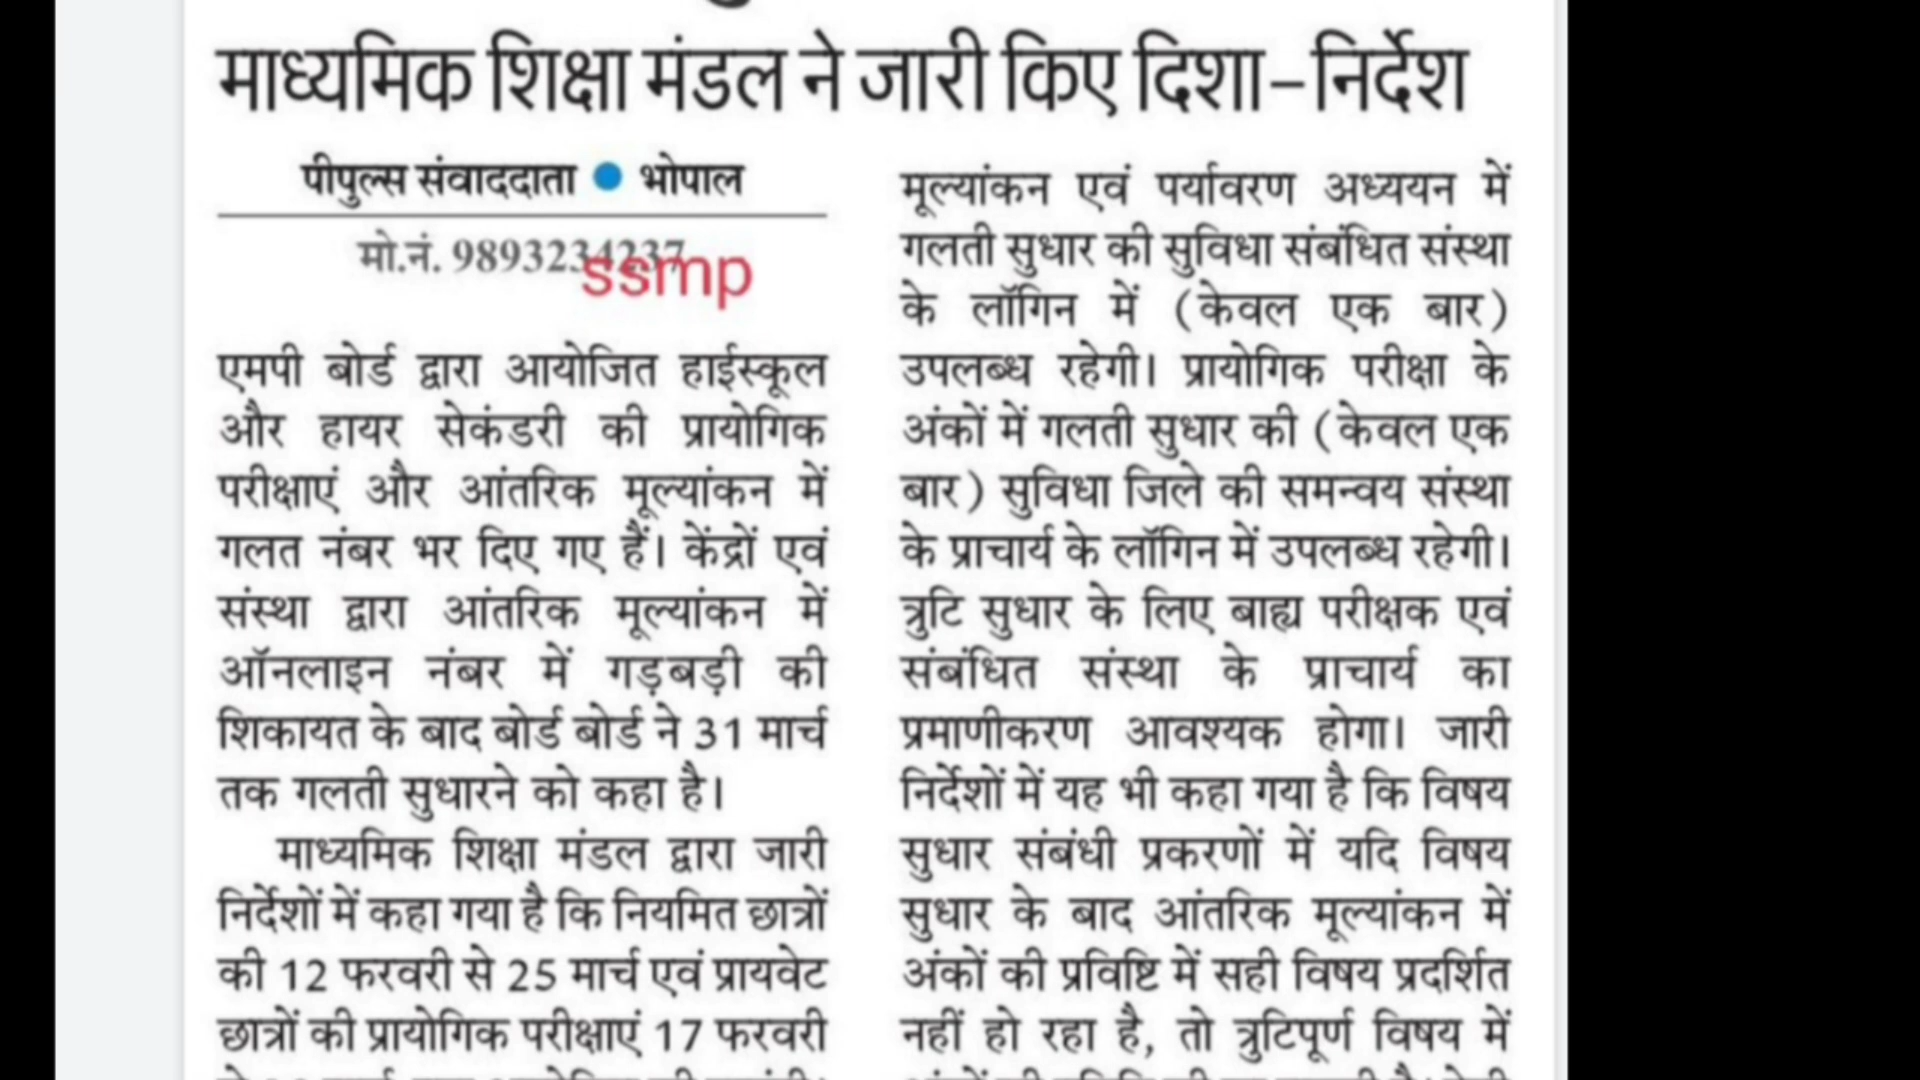 माध्यमिक शिक्षा मंडल ने जारी किए दिशा-निर्देश
पीपुल्स संवाददाता ● भोपाल
मो.नं. 9893234237
ssmp
एमपी बोर्ड द्वारा आयोजित हाईस्कूल
और हायर सेकंडरी की प्रायोगिक
परीक्षाएं और आंतरिक मूल्यांकन में
गलत नंबर भर दिए गए हैं। केंद्रों एवं
संस्था द्वारा आंतरिक मूल्यांकन में
ऑनलाइन नंबर में गड़बड़ी की
शिकायत के बाद बोर्ड बोर्ड ने 31 मार्च
तक गलती सुधारने को कहा है।
माध्यमिक शिक्षा मंडल द्वारा जारी
निर्देशों में कहा गया है कि नियमित छात्रों
की 12 फरवरी से 25 मार्च एवं प्रायवेट
छात्रों की प्रायोगिक परीक्षाएं 17 फरवरी
मूल्यांकन एवं पर्यावरण अध्ययन में
गलती सुधार की सुविधा संबंधित संस्था
के लॉगिन में (केवल एक बार)
उपलब्ध रहेगी। प्रायोगिक परीक्षा के
अंकों में गलती सुधार की (केवल एक
बार) सुविधा जिले की समन्वय संस्था
के प्राचार्य के लॉगिन में उपलब्ध रहेगी।
त्रुटि सुधार के लिए बाह्य परीक्षक एवं
संबंधित संस्था के प्राचार्य का
प्रमाणीकरण आवश्यक होगा। जारी
निर्देशों में यह भी कहा गया है कि विषय
सुधार संबंधी प्रकरणों में यदि विषय
सुधार के बाद आंतरिक मूल्यांकन में
अंकों की प्रविष्टि में सही विषय प्रदर्शित
नहीं हो रहा है, तो त्रुटिपूर्ण विषय में